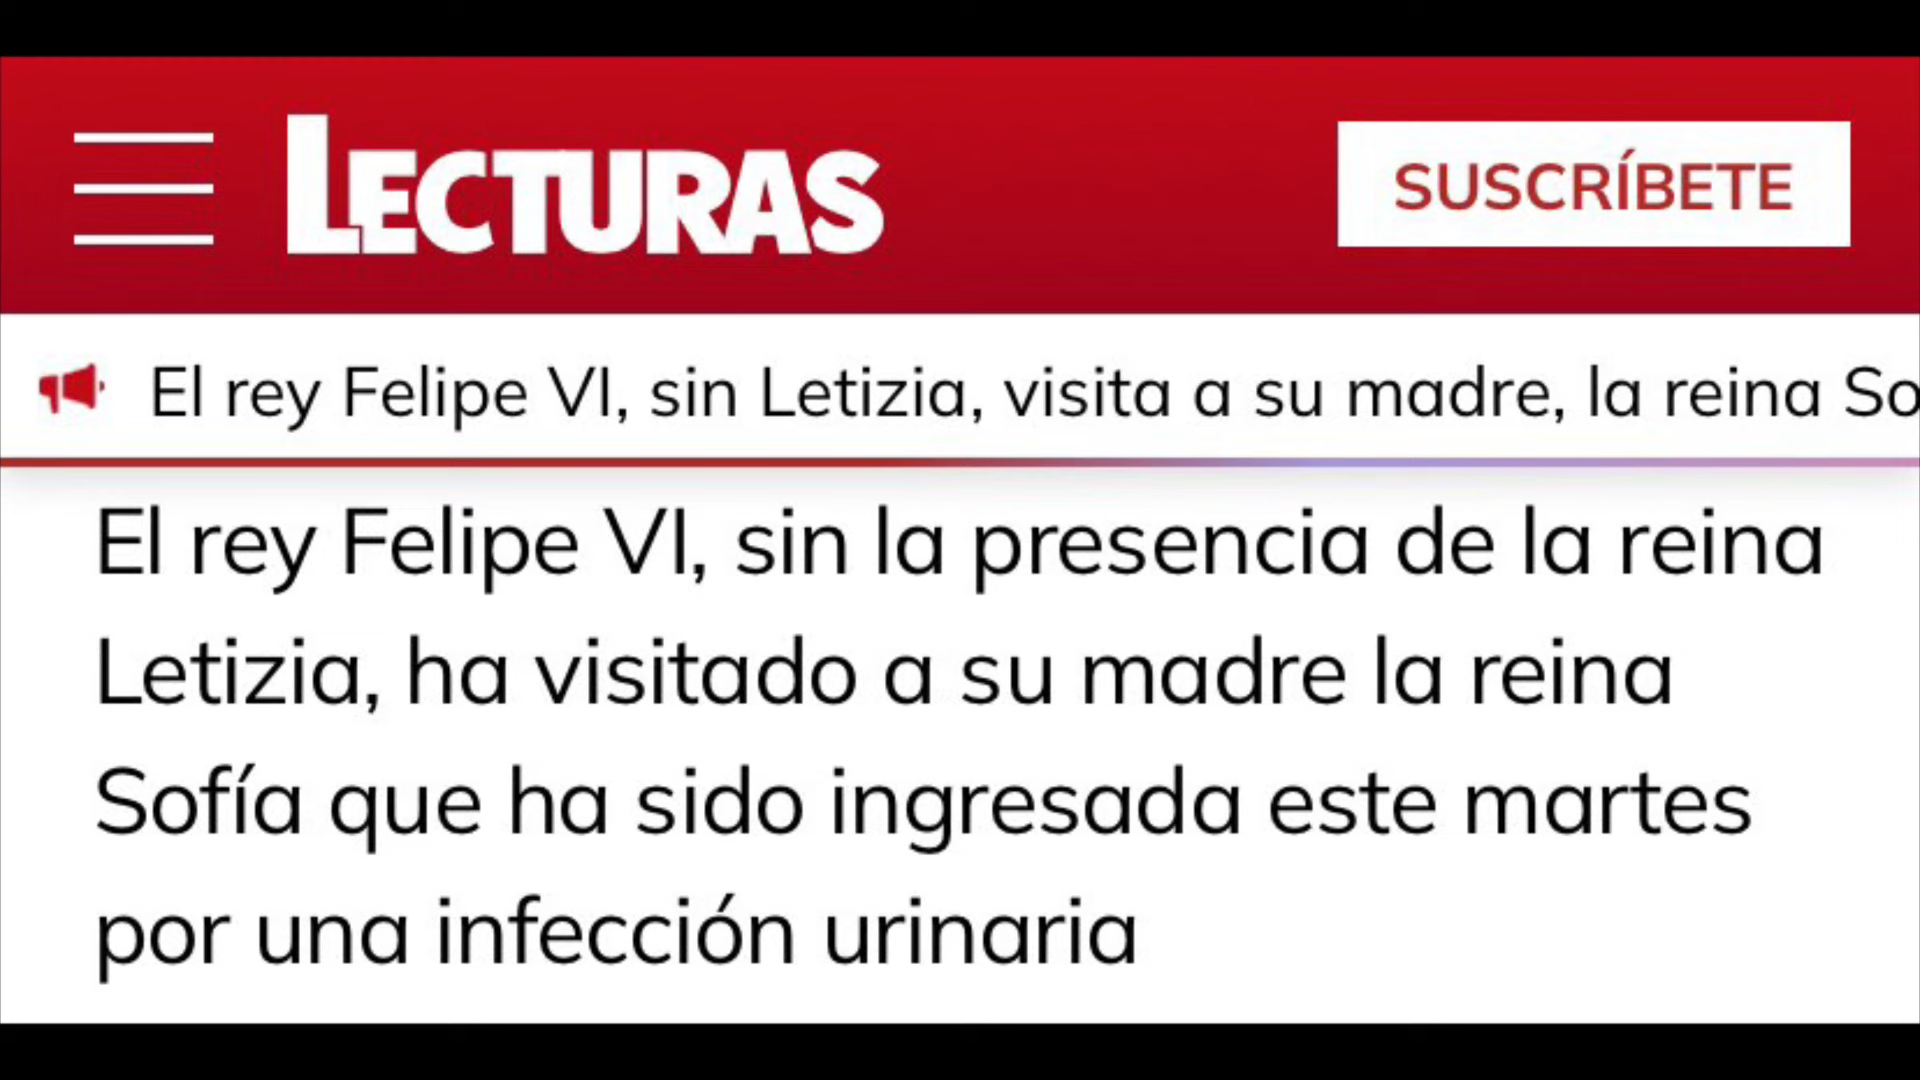 LECTURAS
SUSCRÍBETE
El rey Felipe VI, sin Letizia, visita a su madre, la reina So
El rey Felipe VI, sin la presencia de la reina
Letizia, ha visitado a su madre la reina
Sofía que ha sido ingresada este martes
por una infección urinaria